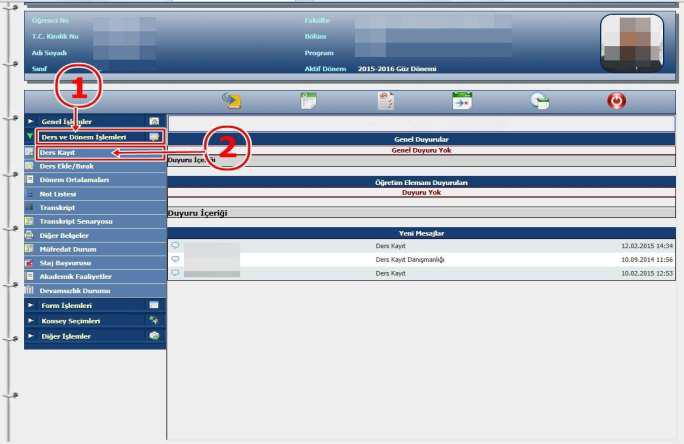 Öğrenci No
Fakülte
T.C. Kimlik No
Bölüm
Adı Soyadı
Program
Sınıf
Aktif Dönem 2015-2016 Güz Dönemi
1
Genel İşlemler
Ders ve Dönem İşlemleri
2
Ders Kayıt
Ders Ekle/Bırak
Dönem Ortalamaları
Not Listesi
Transkript
Transkript Senaryosu
Diğer Belgeler
Müfredat Durum
Staj Başvurusu
Akademik Faaliyetler
Devamsızlık Durumu
Form İşlemleri
Konsey Seçimleri
Diğer İşlemler
Genel Duyurular
Genel Duyuru Yok
Duyuru İçeriği
Öğretim Elemanı Duyuruları
Duyuru Yok
Duyuru İçeriği
Yeni Mesajlar
Ders Kayıt 12.02.2015 14:34
Ders Kayıt Danışmanlığı 10.09.2014 11:56
Ders Kayıt 10.02.2015 12:53